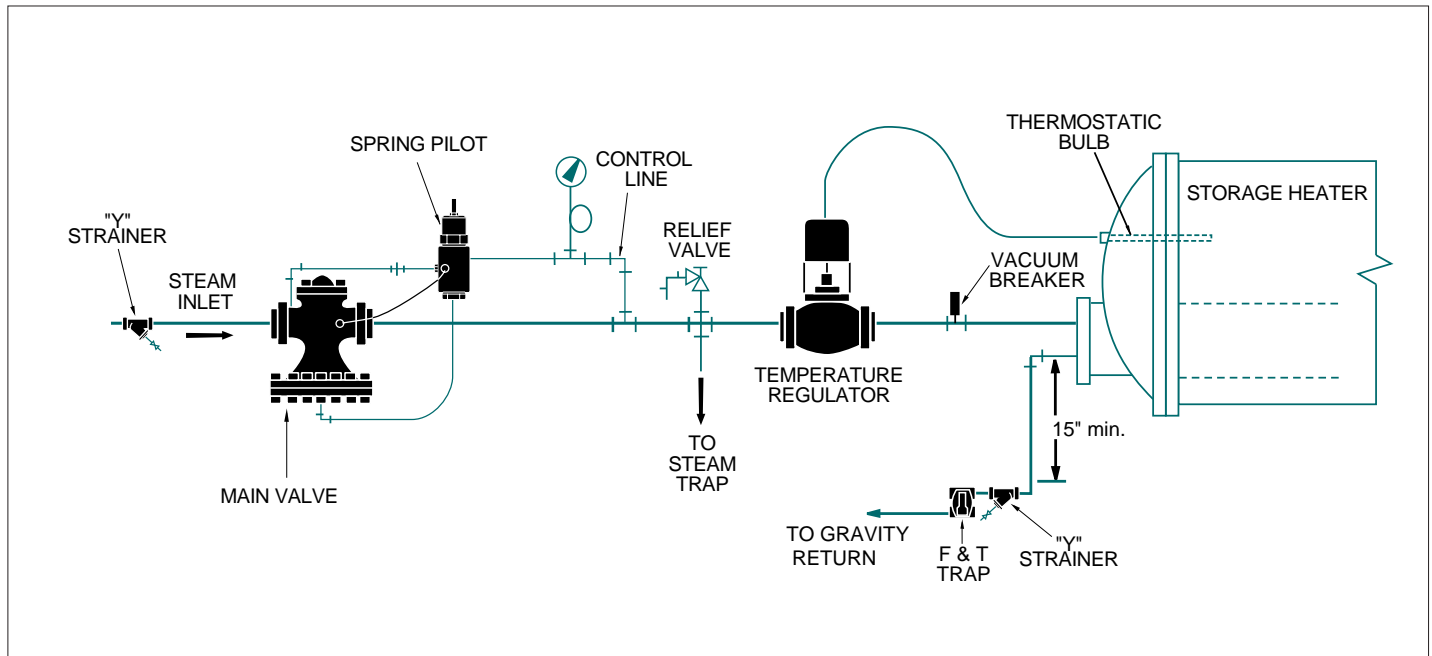 SPRING PILOT
CONTROL
LINE
THERMOSTATIC
BULB
"Y"
STRAINER
STEAM
INLET
RELIEF
VALVE
STORAGE HEATER
VACUUM
BREAKER
TEMPERATURE
REGULATOR
15" min.
TO
STEAM
TRAP
MAIN VALVE
TO GRAVITY
RETURN
F & T
TRAP
"Y"
STRAINER